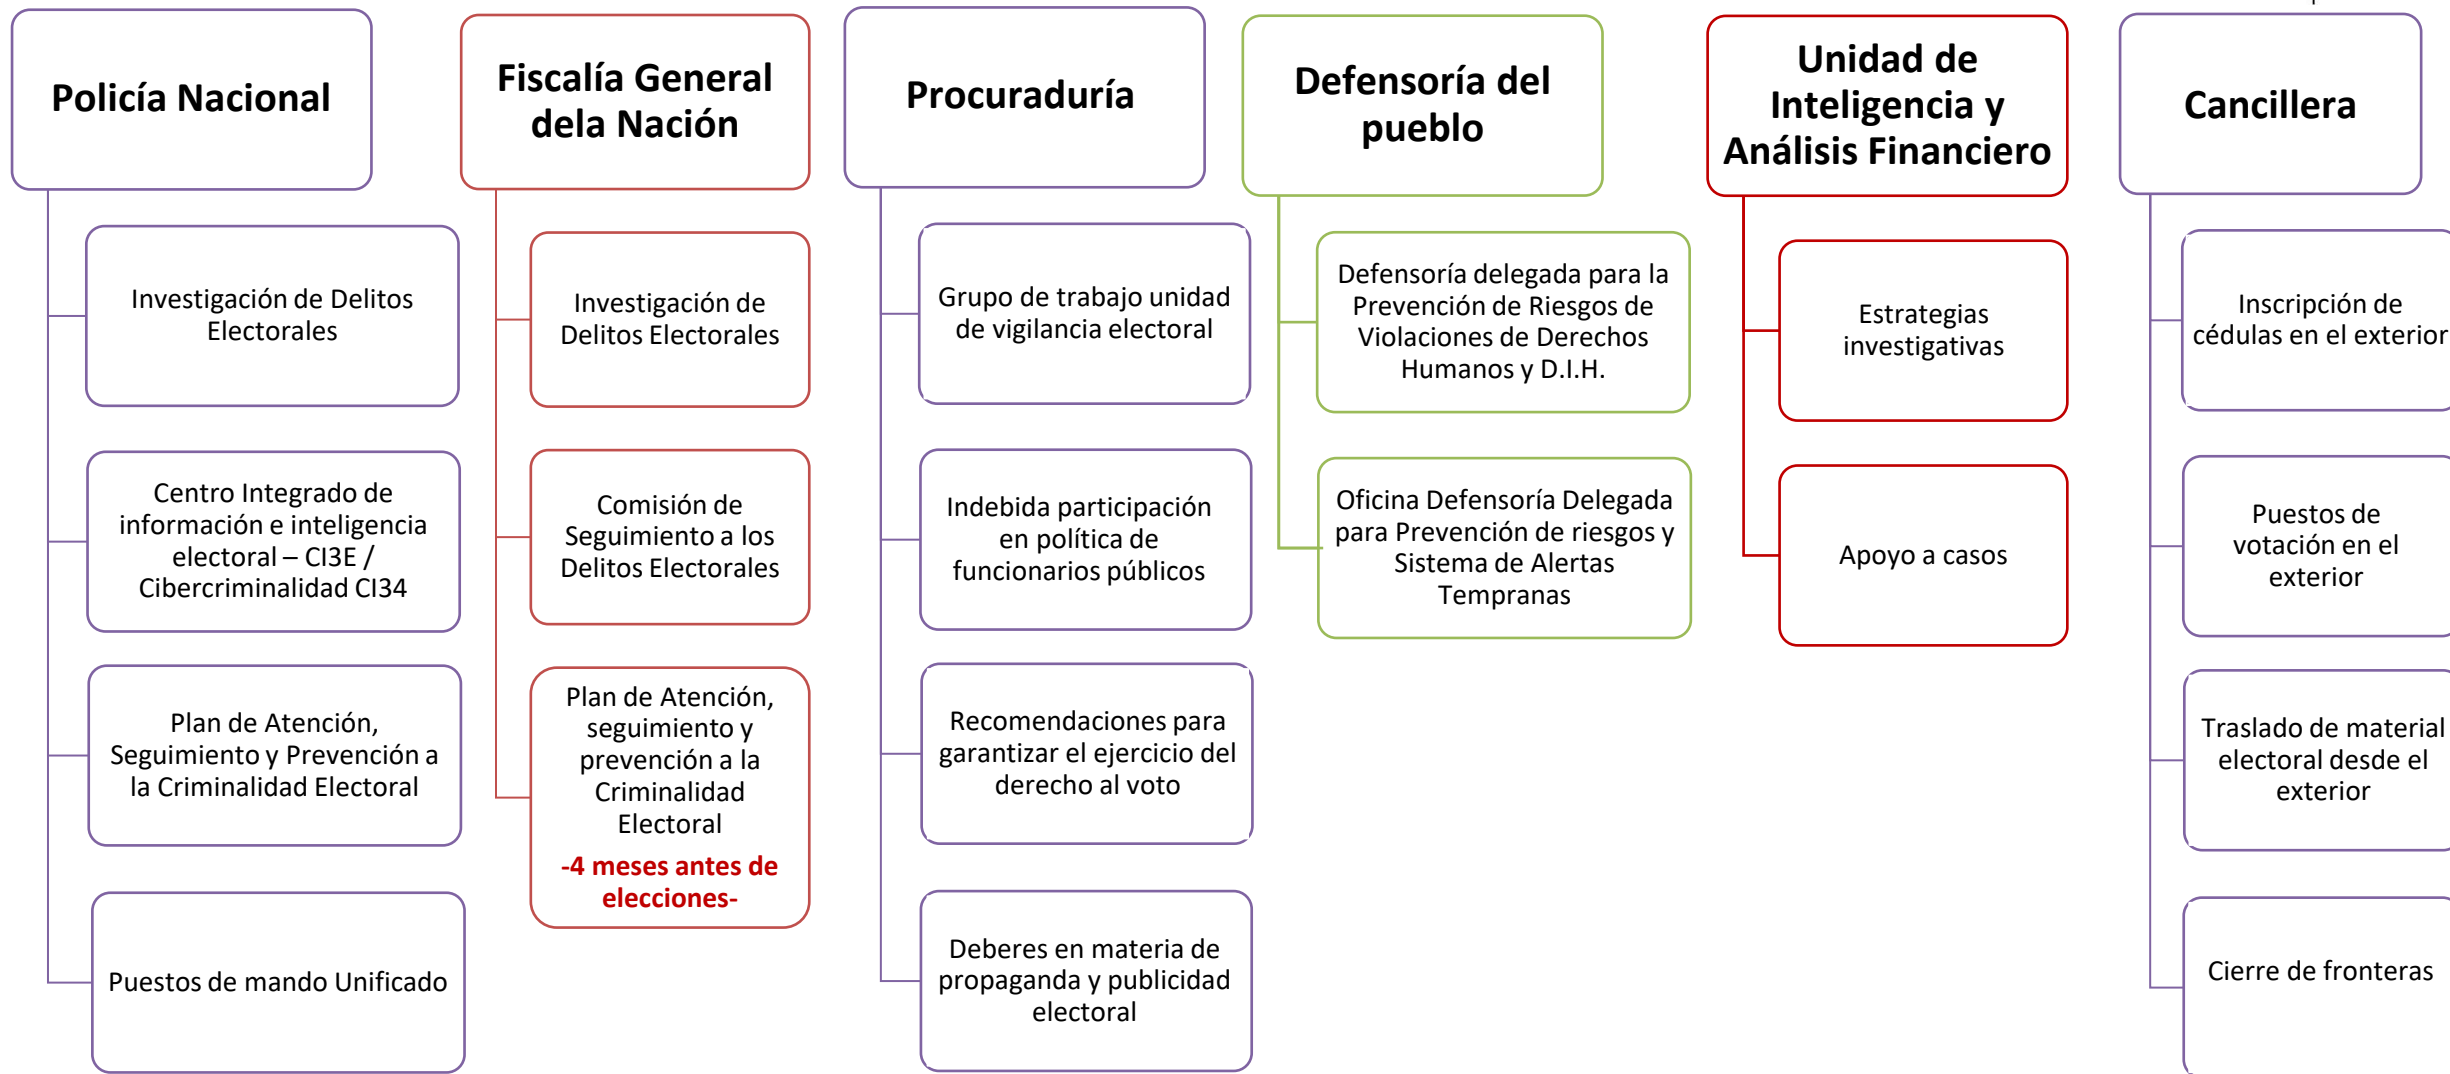 Policía Nacional
Investigación de Delitos
Electorales
Centro Integrado de
información e inteligencia
electoral – CI3E /
Cibercriminalidad CI34
Plan de Atención,
Seguimiento y Prevención a
la Criminalidad Electoral
Puestos de mando Unificado
Fiscalía General
dela Nación
Investigación de
Delitos Electorales
Comisión de
Seguimiento a los
Delitos Electorales
Plan de Atención,
seguimiento y
prevención a la
Criminalidad
Electoral
-4 meses antes de
elecciones-
Procuraduría
Grupo de trabajo unidad
de vigilancia electoral
Indebida participación
en política de
funcionarios públicos
Recomendaciones para
garantizar el ejercicio del
derecho al voto
Deberes en materia de
propaganda y publicidad
electoral
Defensoría del
pueblo
Defensoría delegada para la
Prevención de Riesgos de
Violaciones de Derechos
Humanos y D.I.H.
Oficina Defensoría Delegada
para Prevención de riesgos y
Sistema de Alertas
Tempranas
Unidad de
Inteligencia y
Análisis Financiero
Estrategias
investigativas
Apoyo a casos
Cancillera
Inscripción de
cédulas en el exterior
Puestos de
votación en el
exterior
Traslado de material
electoral desde el
exterior
Cierre de fronteras